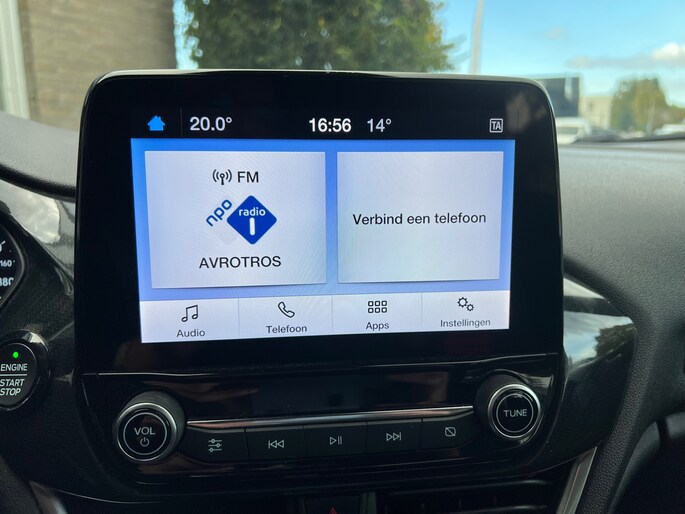 20.0° 16:56 14° TA
FM
npo
radio
1
AVROTROS
Verbind een telefoon
Audio Telefoon Apps Instellingen
160
ENGINE
START
STOP
VOL
TUNE